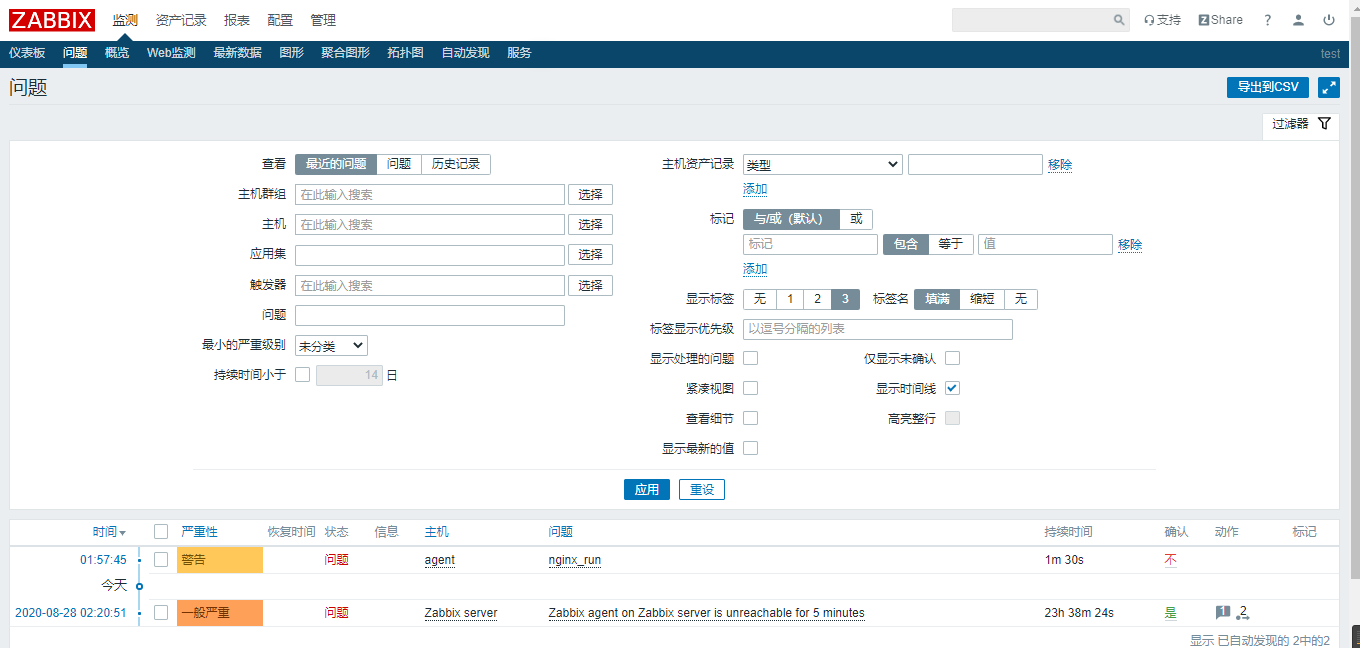 ZABBIX 监测 资产记录 报表 配置 管理 支持 Share ?
仪表板 问题 概览 Web监测 最新数据 图形 聚合图形 拓扑图 自动发现 服务 test
问题 导出到CSV
过滤器
查看 最近的问题 问题 历史记录 主机资产记录 类型 移除
添加
主机群组 在此输入搜索 选择
主机 在此输入搜索 选择 标记 与/或（默认） 或
标记 包含 等于 值 移除
应用集 选择
添加
触发器 在此输入搜索 选择
显示标签 无 1 2 3 标签名 填满 缩短 无
问题
标签显示优先级 以逗号分隔的列表
最小的严重级别 未分类
显示处理的问题 仅显示未确认
持续时间小于 14 日
紧凑视图 显示时间线
查看细节 高亮整行
显示最新的值
应用 重设
时间 严重性 恢复时间 状态 信息 主机 问题 持续时间 确认 动作 标记
01:57:45 警告 问题 agent nginx_run 1m 30s 不
今天
2020-08-28 02:20:51 一般严重 问题 Zabbix server Zabbix agent on Zabbix server is unreachable for 5 minutes 23h 38m 24s 是 1 2
显示 已自动发现的 2中的2